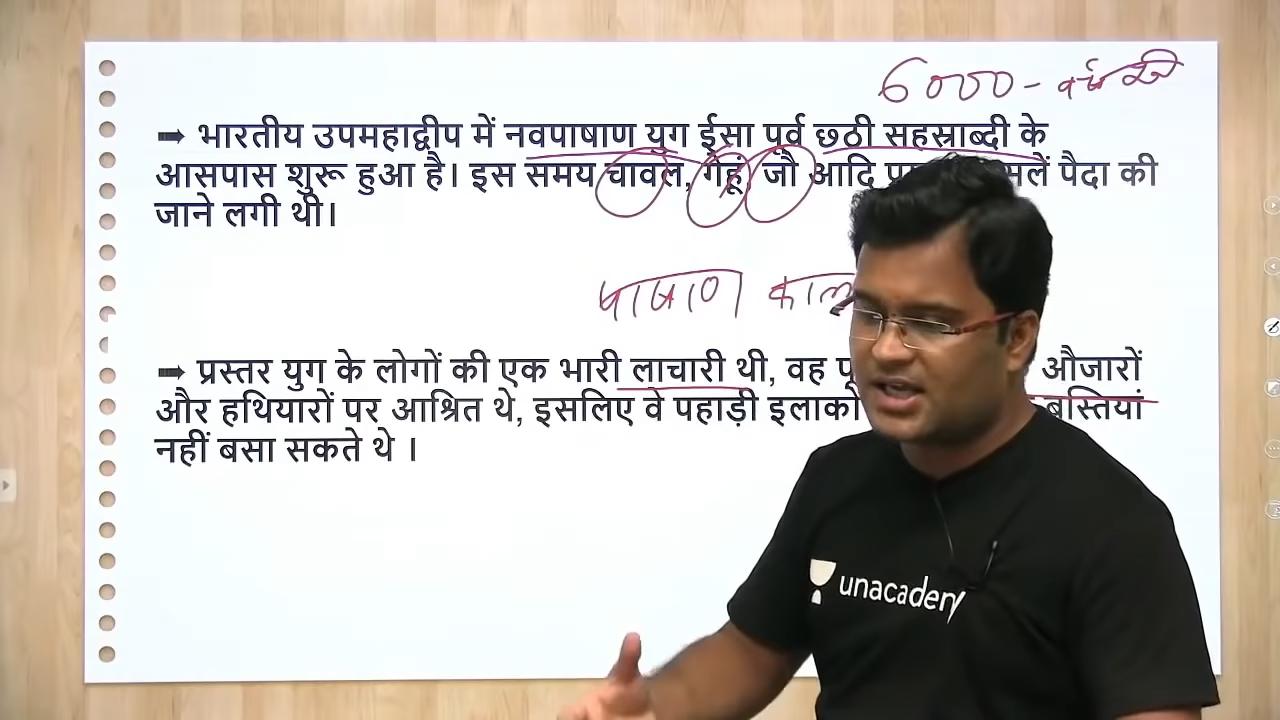 6000-
➡ भारतीय उपमहाद्वीप में नवपाषाण युग ईसा पूर्व छठी सहस्राब्दी के
आसपास शुरू हुआ है। इस समय चावल, गेहूं, जौ आदि पैदा की
जाने लगी थी।
पाषाण काल
➡ प्रस्तर युग के लोगों की एक भारी लाचारी थी, वह औजारों
और हथियारों पर आश्रित थे, इसलिए वे पहाड़ी इलाको बस्तियां
नहीं बसा सकते थे ।
unacademy